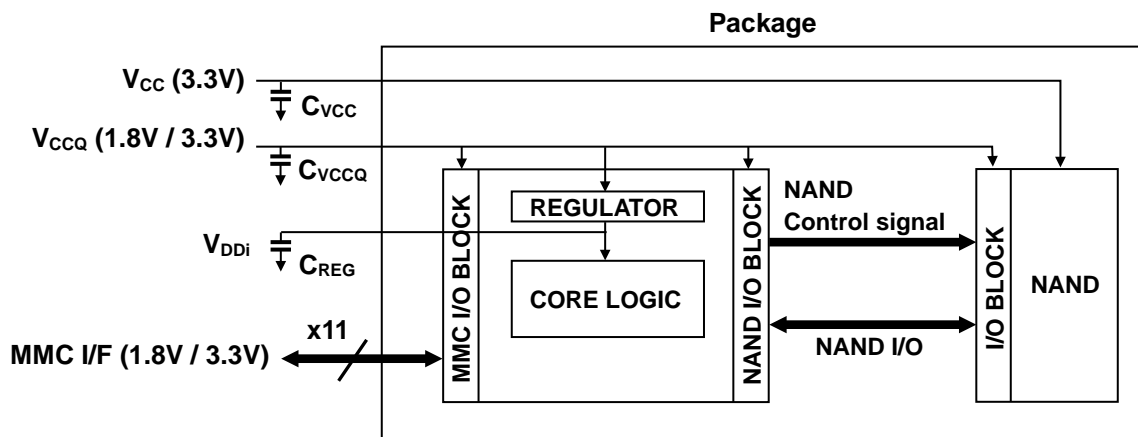 Package
VCC (3.3V)
CVCC
VCCQ (1.8V / 3.3V)
CVCCQ
MMC I/O BLOCK
REGULATOR
NAND I/O BLOCK
NAND
Control signal
I/O BLOCK
NAND
VDDi
CREG
CORE LOGIC
x11
MMC I/F (1.8V / 3.3V)
NAND I/O